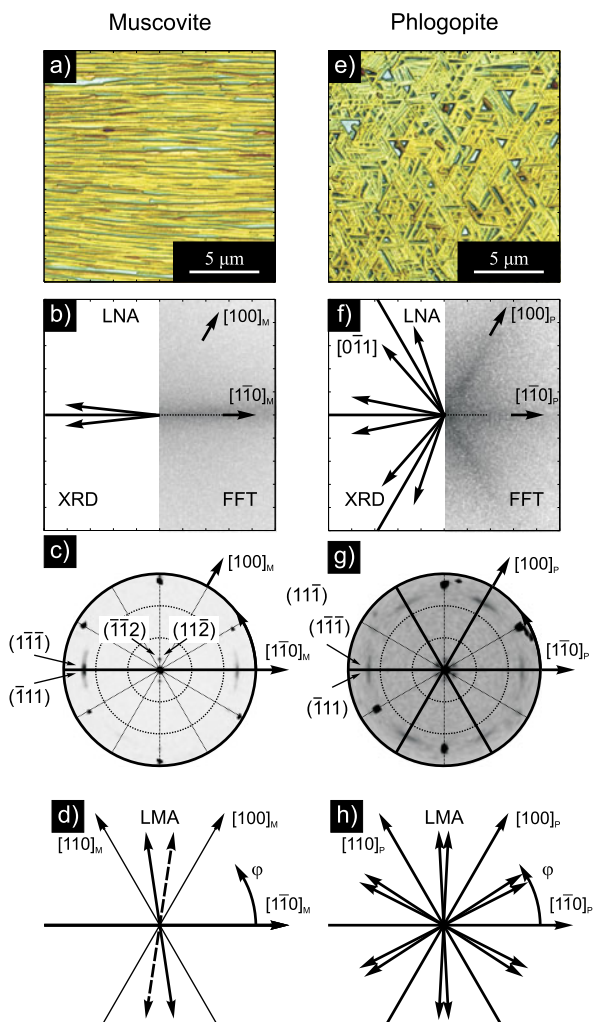 Muscovite
Phlogopite
a)
5 µm
e)
5 µm
b)
LNA
[100]M
[11̄0]M
XRD
FFT
f)
LNA
[100]P
[01̄1]
[11̄0]P
XRD
FFT
c)
[100]M
(1̄1̄2)
(112̄)
(11̄1̄)
(1̄11)
[11̄0]M
g)
[100]P
(111̄)
(11̄1̄)
(1̄11)
[11̄0]P
d)
LMA
[110]M
[100]M
φ
[11̄0]M
h)
LMA
[110]P
[100]P
φ
[11̄0]P